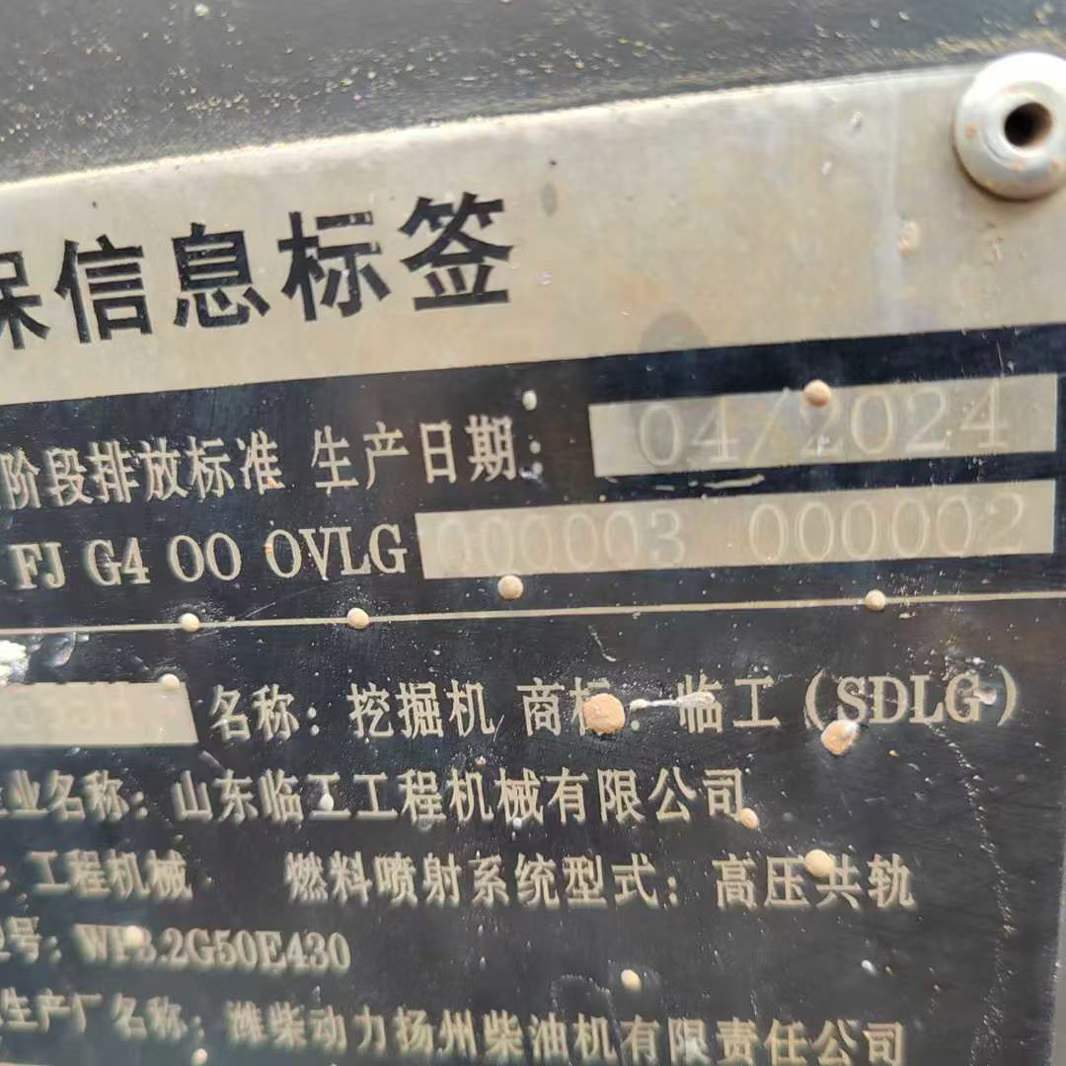 保信息标签
阶段排放标准 生产日期: 04/2024
FJ G4 00 0VLG 000003 000002
名称: 挖掘机 商标: 临工 (SDLG)
业名称: 山东临工工程机械有限公司
: 工程机械 燃料喷射系统型式: 高压共轨
型号: WP3.2G50E430
生产厂名称: 潍柴动力扬州柴油机有限责任公司